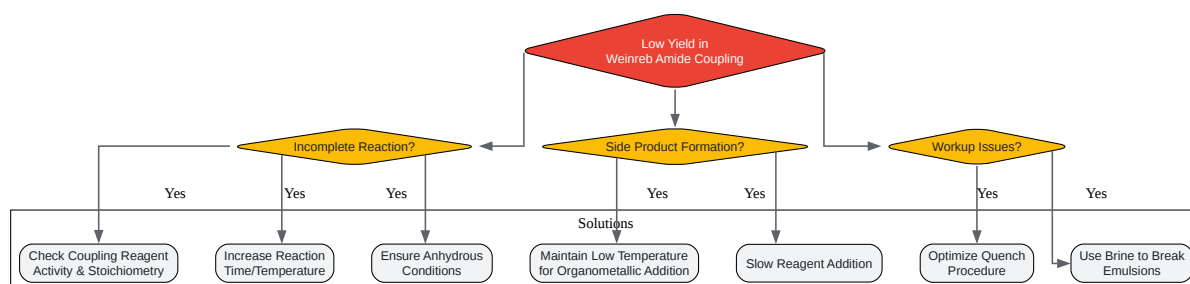 Low Yield in
Weinreb Amide Coupling
Incomplete Reaction?
Side Product Formation?
Workup Issues?
Yes
Yes
Yes
Yes
Yes
Yes
Yes
Solutions
Check Coupling Reagent
Activity & Stoichiometry
Increase Reaction
Time/Temperature
Ensure Anhydrous
Conditions
Maintain Low Temperature
for Organometallic Addition
Slow Reagent Addition
Optimize Quench
Procedure
Use Brine to Break
Emulsions